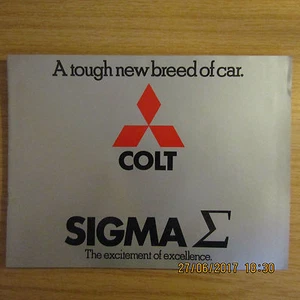 A tough new breed of car.
COLT
SIGMA Σ
The excitement of excellence.
27/06/2017 18:30